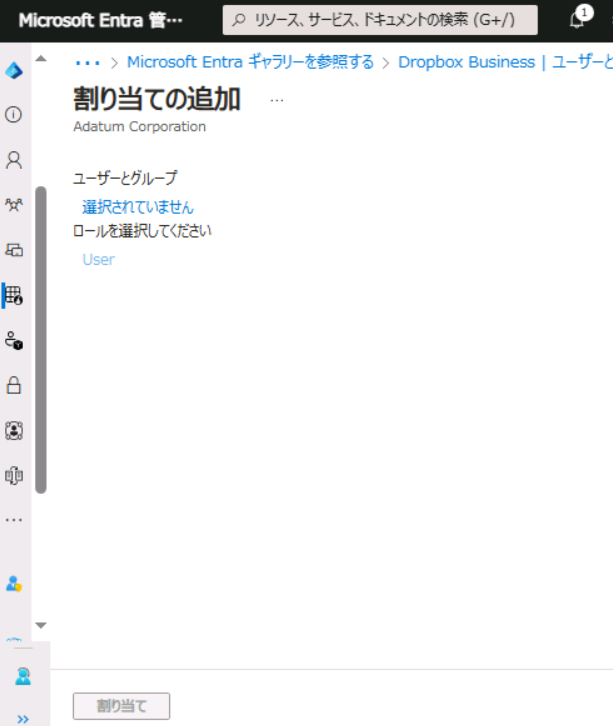 Microsoft Entra 管···
リソース、サービス、ドキュメントの検索 (G+/)
1
··· > Microsoft Entra ギャラリーを参照する > Dropbox Business | ユーザーと
割り当ての追加 ...
Adatum Corporation
ユーザーとグループ
選択されていません
ロールを選択してください
User
...
割り当て